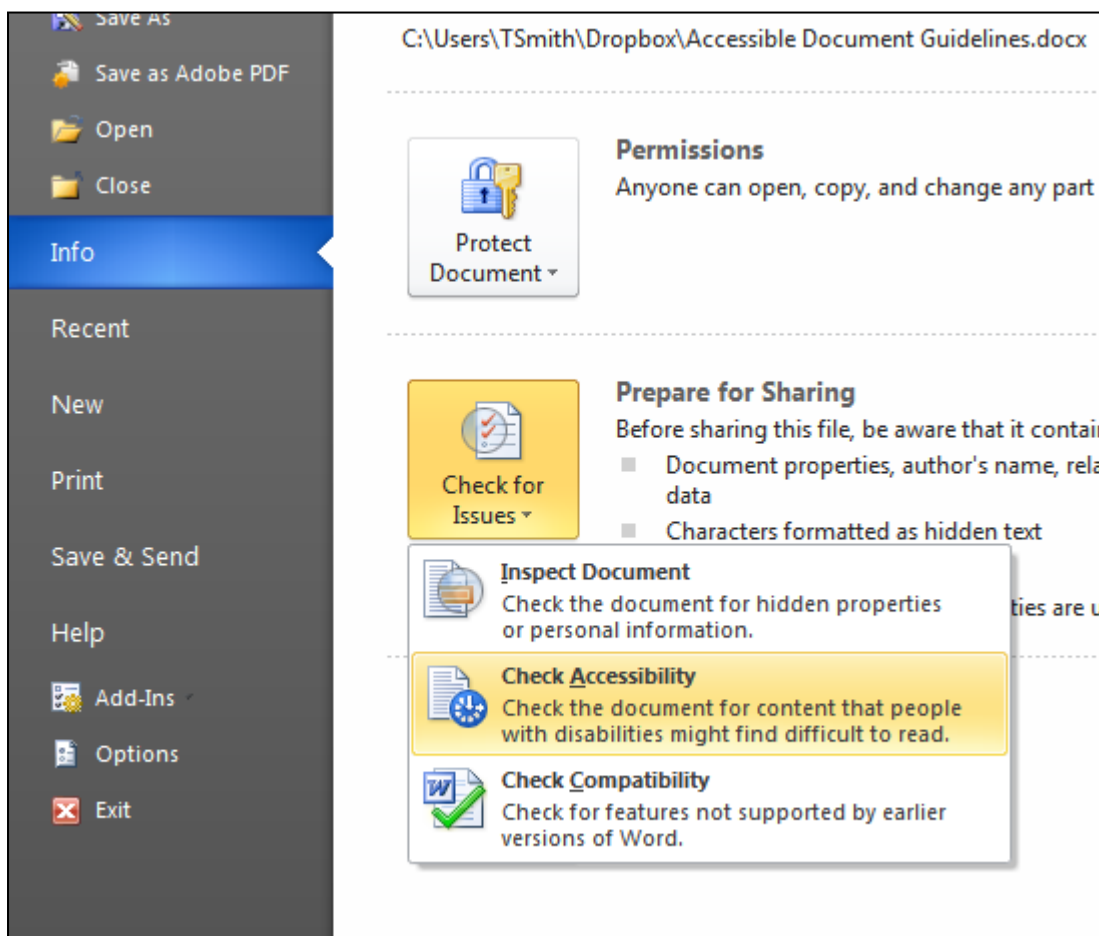 Save As
Save as Adobe PDF
Open
Close
Info
Recent
New
Print
Save & Send
Help
Add-Ins
Options
Exit
C:\Users\TSmith\Dropbox\Accessible Document Guidelines.docx
Protect
Document
Permissions
Anyone can open, copy, and change any part
Check for
Issues
Prepare for Sharing
Before sharing this file, be aware that it contai
Document properties, author's name, rela
data
Characters formatted as hidden text
ties are u
Inspect Document
Check the document for hidden properties
or personal information.
Check Accessibility
Check the document for content that people
with disabilities might find difficult to read.
Check Compatibility
Check for features not supported by earlier
versions of Word.